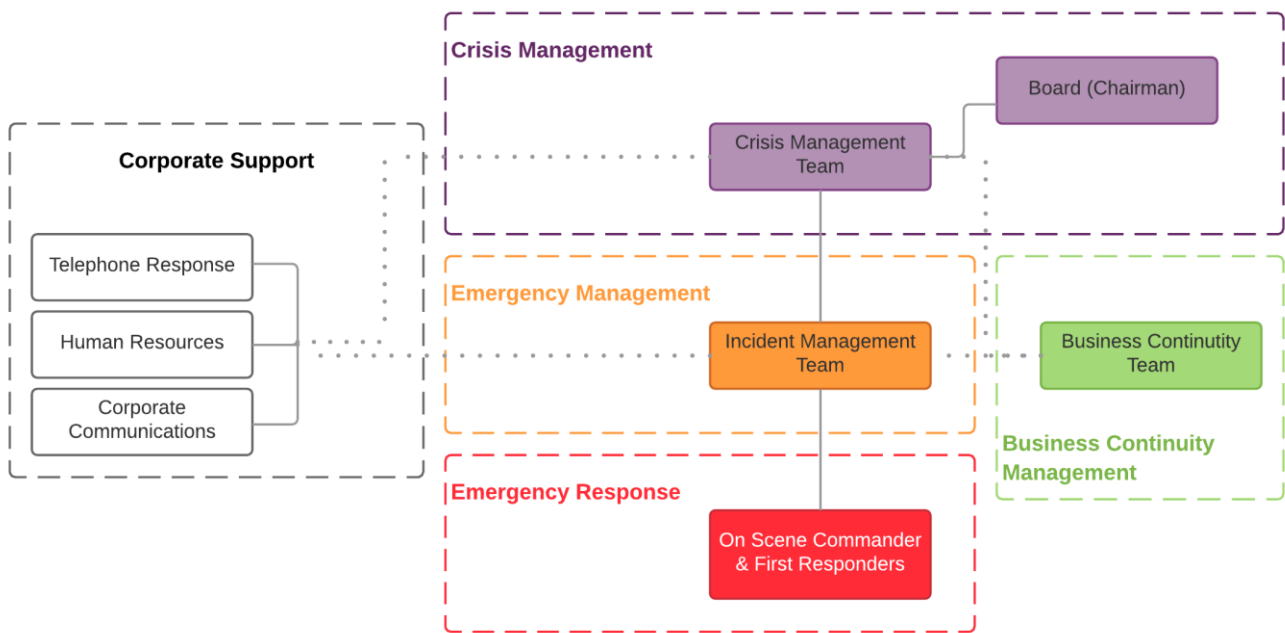 Crisis Management
Board (Chairman)
Crisis Management
Team
Corporate Support
Telephone Response
Human Resources
Corporate
Communications
Emergency Management
Incident Management
Team
Business Continutity
Team
Business Continuity
Management
Emergency Response
On Scene Commander
& First Responders